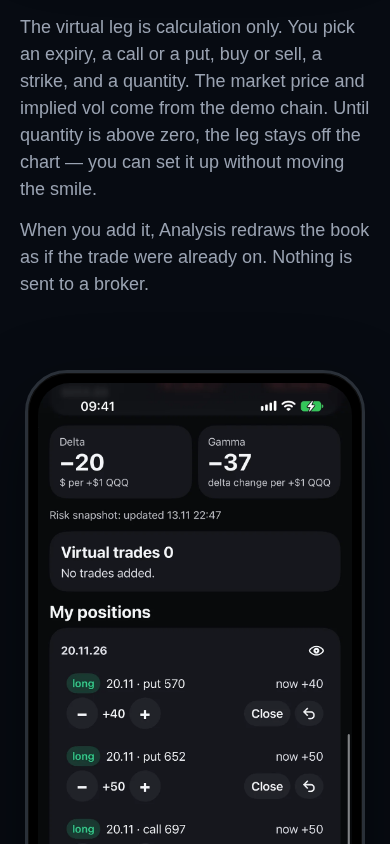 The virtual leg is calculation only. You pick
an expiry, a call or a put, buy or sell, a
strike, and a quantity. The market price and
implied vol come from the demo chain. Until
quantity is above zero, the leg stays off the
chart — you can set it up without moving
the smile.
When you add it, Analysis redraws the book
as if the trade were already on. Nothing is
sent to a broker.
09:41
Delta
−20
$ per +$1 QQQ
Gamma
−37
delta change per +$1 QQQ
Risk snapshot: updated 13.11 22:47
Virtual trades 0
No trades added.
My positions
20.11.26
long 20.11 · put 570 now +40
− +40 + Close
long 20.11 · put 652 now +50
− +50 + Close
long 20.11 · call 697 now +50